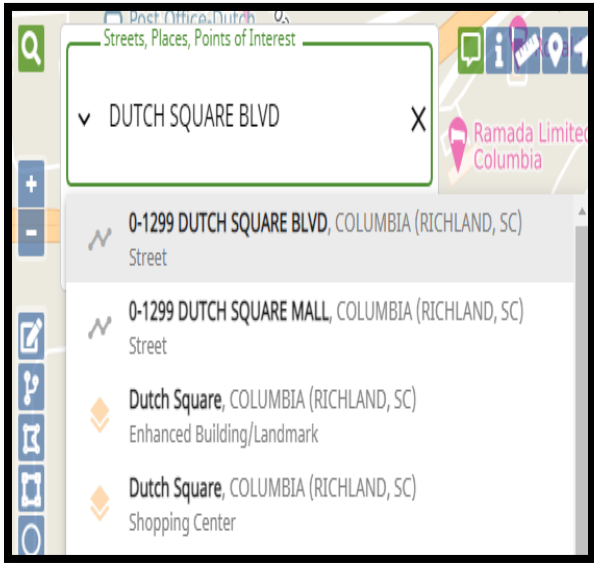 Post Office-Dutch
Streets, Places, Points of Interest
DUTCH SQUARE BLVD
Ramada Limited
Columbia
0-1299 DUTCH SQUARE BLVD, COLUMBIA (RICHLAND, SC)
Street
0-1299 DUTCH SQUARE MALL, COLUMBIA (RICHLAND, SC)
Street
Dutch Square, COLUMBIA (RICHLAND, SC)
Enhanced Building/Landmark
Dutch Square, COLUMBIA (RICHLAND, SC)
Shopping Center